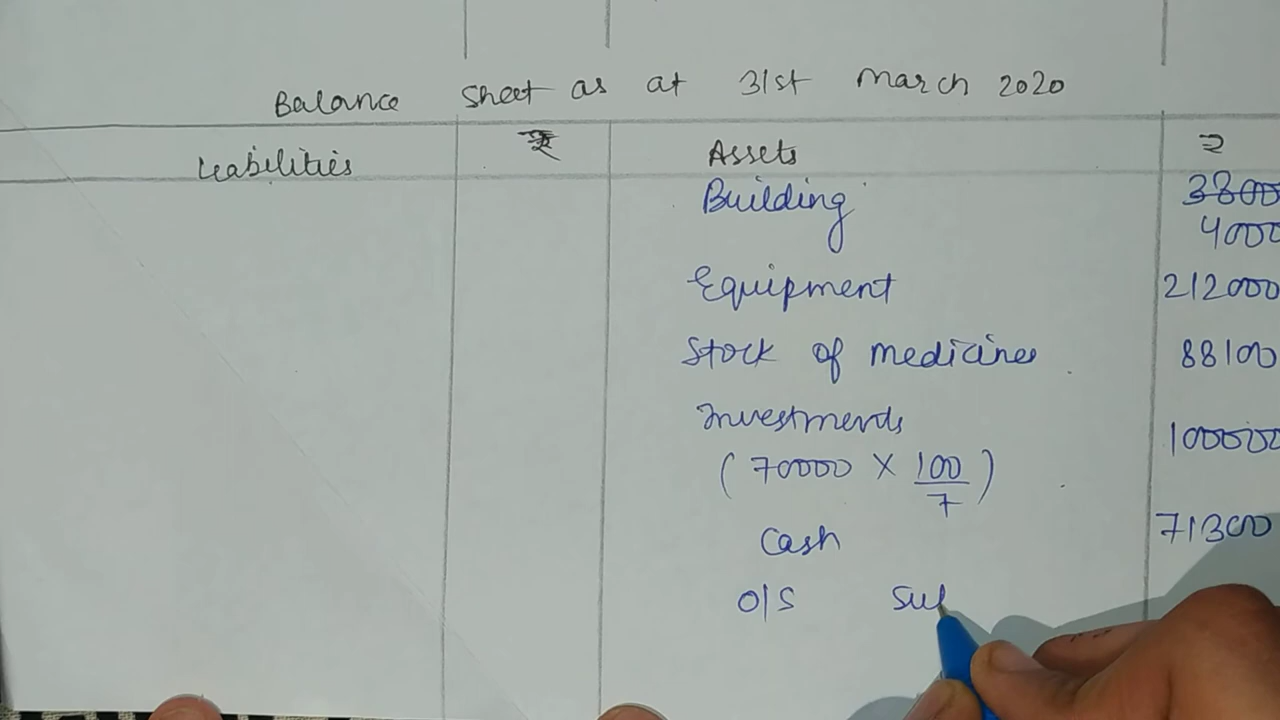 Balance Sheet as at 31st March 2020
Liabilities ₹ Assets ₹
Building 3800
4000
Equipment 212000
Stock of medicines 88100
Investments 100000
(70000 × 100/7)
Cash 71300
O/S Sub